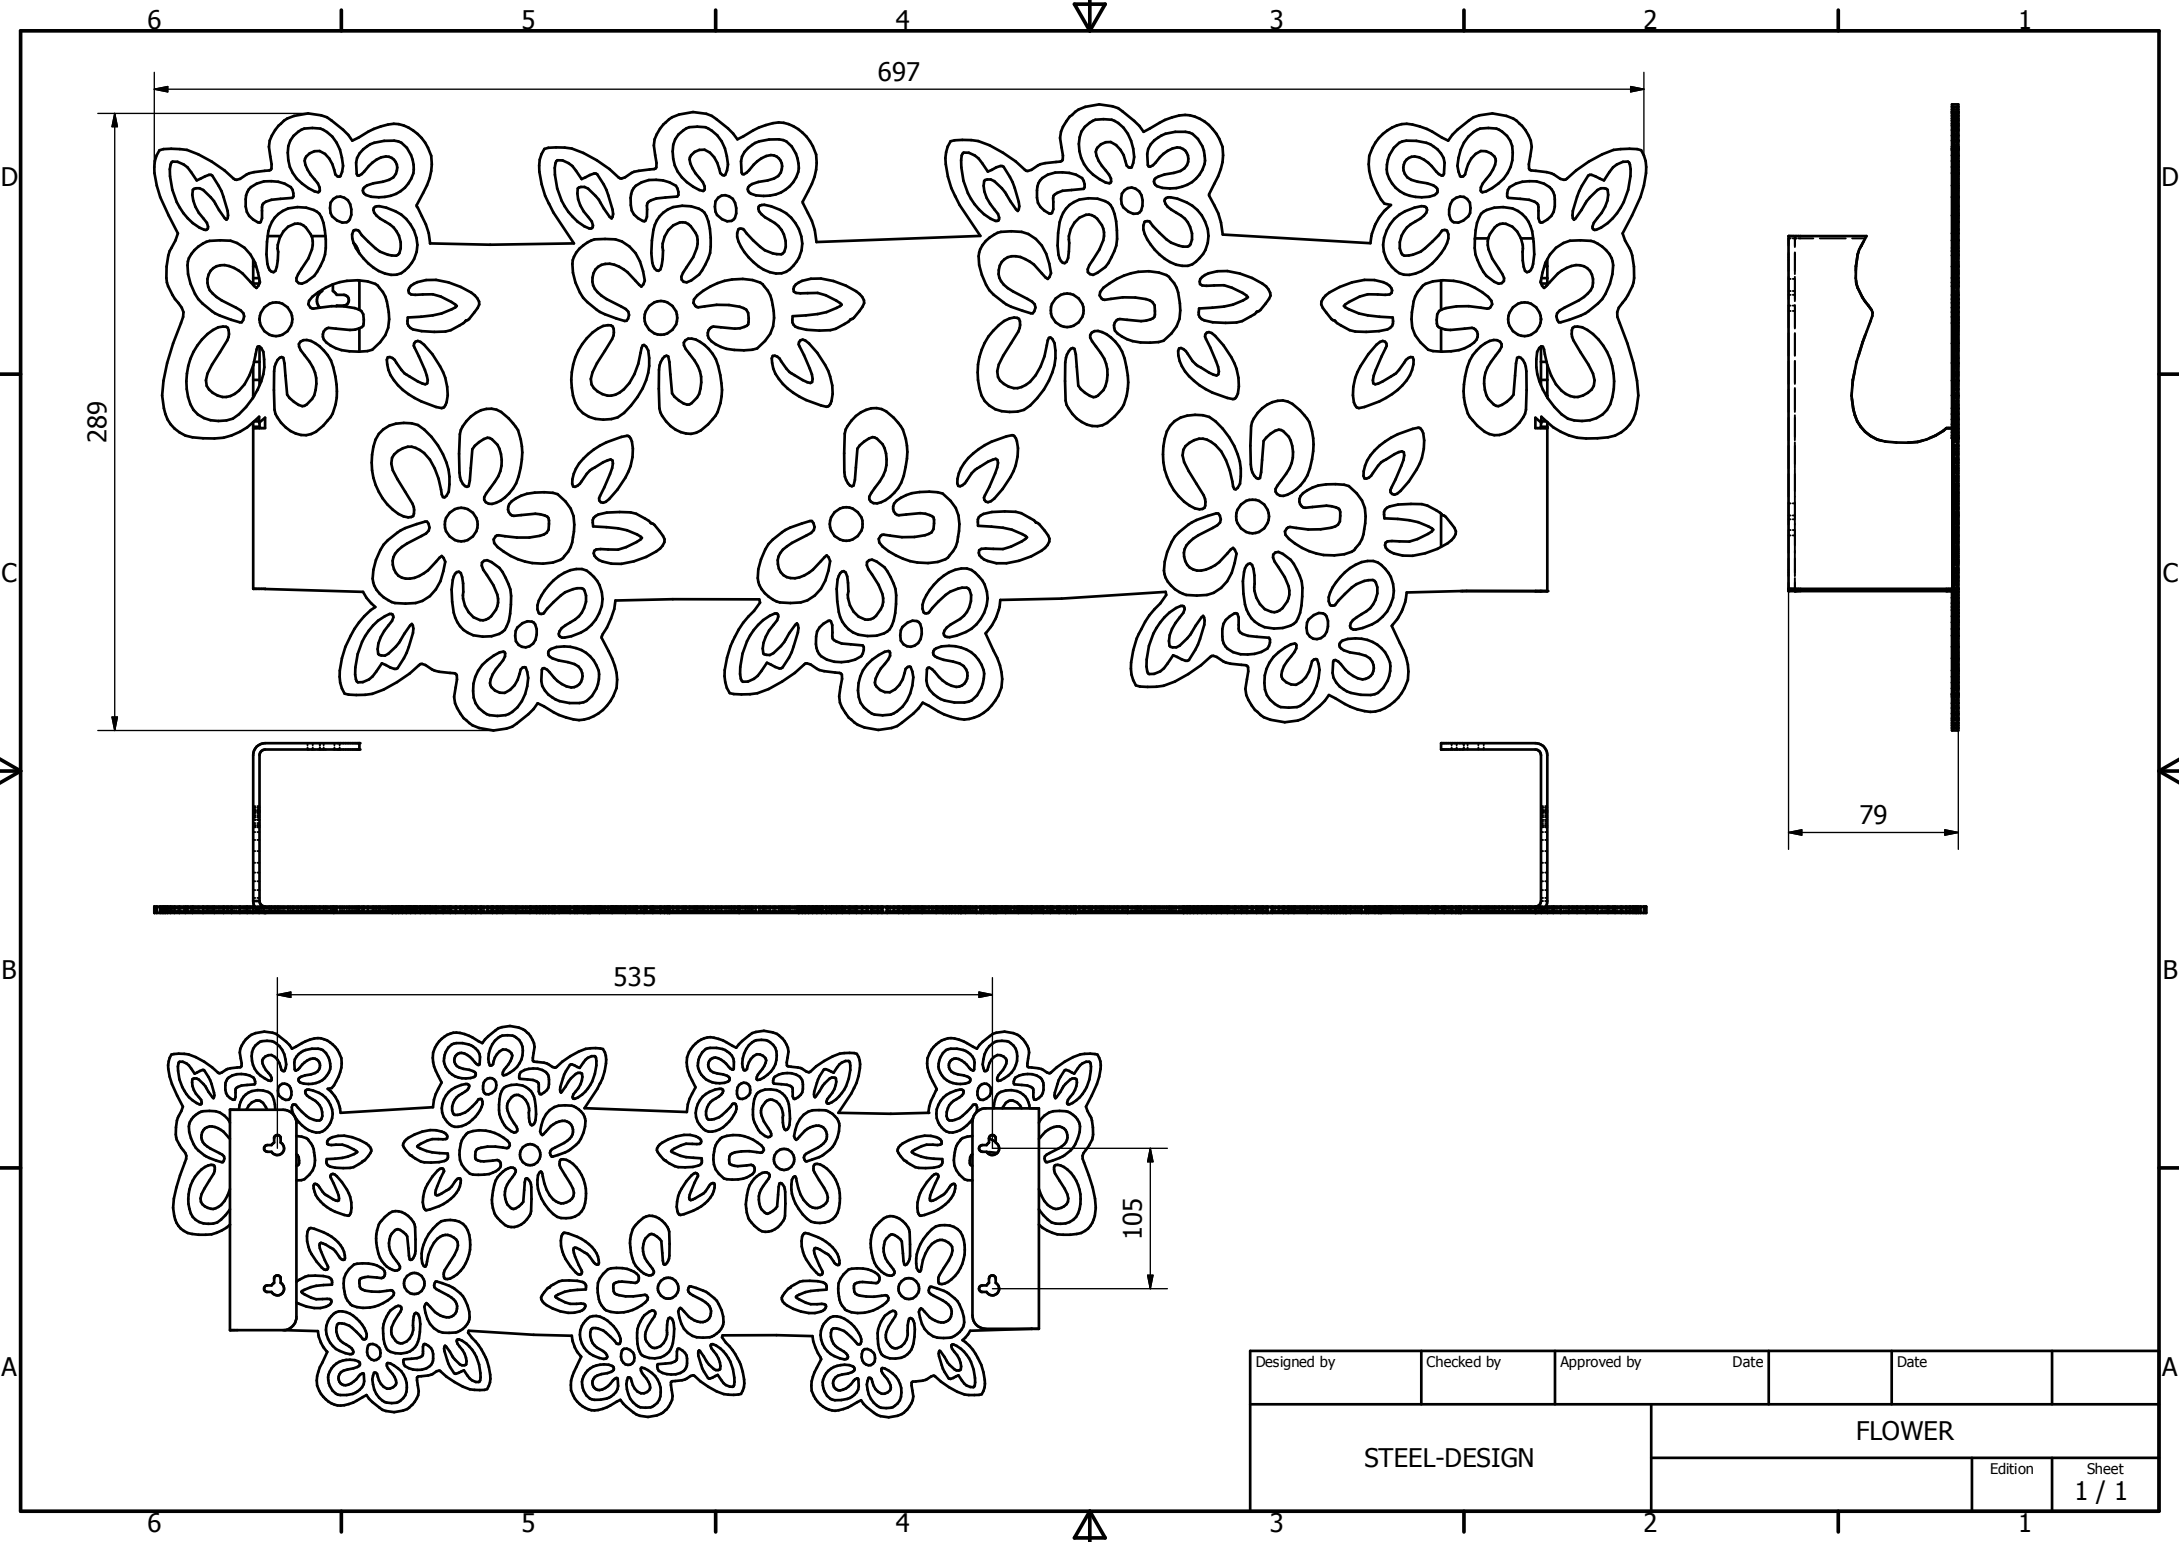 6 5 4 3 2 1
697
D D
289
C C
79
B B
535
105
Designed by Checked by Approved by Date Date
A A
FLOWER
STEEL-DESIGN
Edition Sheet
1 / 1
6 5 4 3 2 1